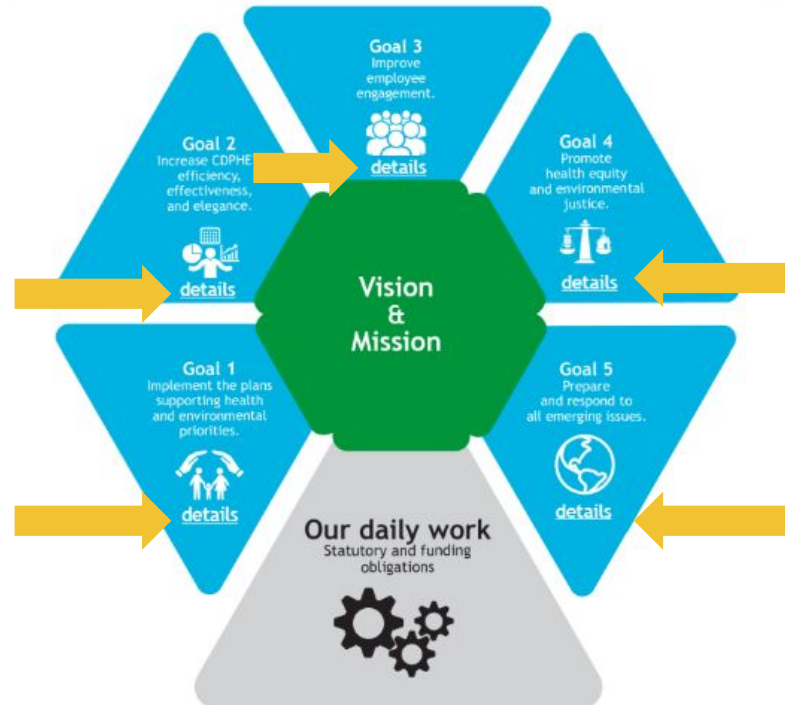 Goal 3
Improve
employee
engagement.
details
Goal 2
Increase CDPHE
efficiency,
effectiveness,
and elegance.
details
Goal 4
Promote
health equity
and environmental
justice.
details
Vision
&
Mission
Goal 1
Implement the plans
supporting health
and environmental
priorities.
details
Goal 5
Prepare
and respond to
all emerging issues.
details
Our daily work
Statutory and funding
obligations